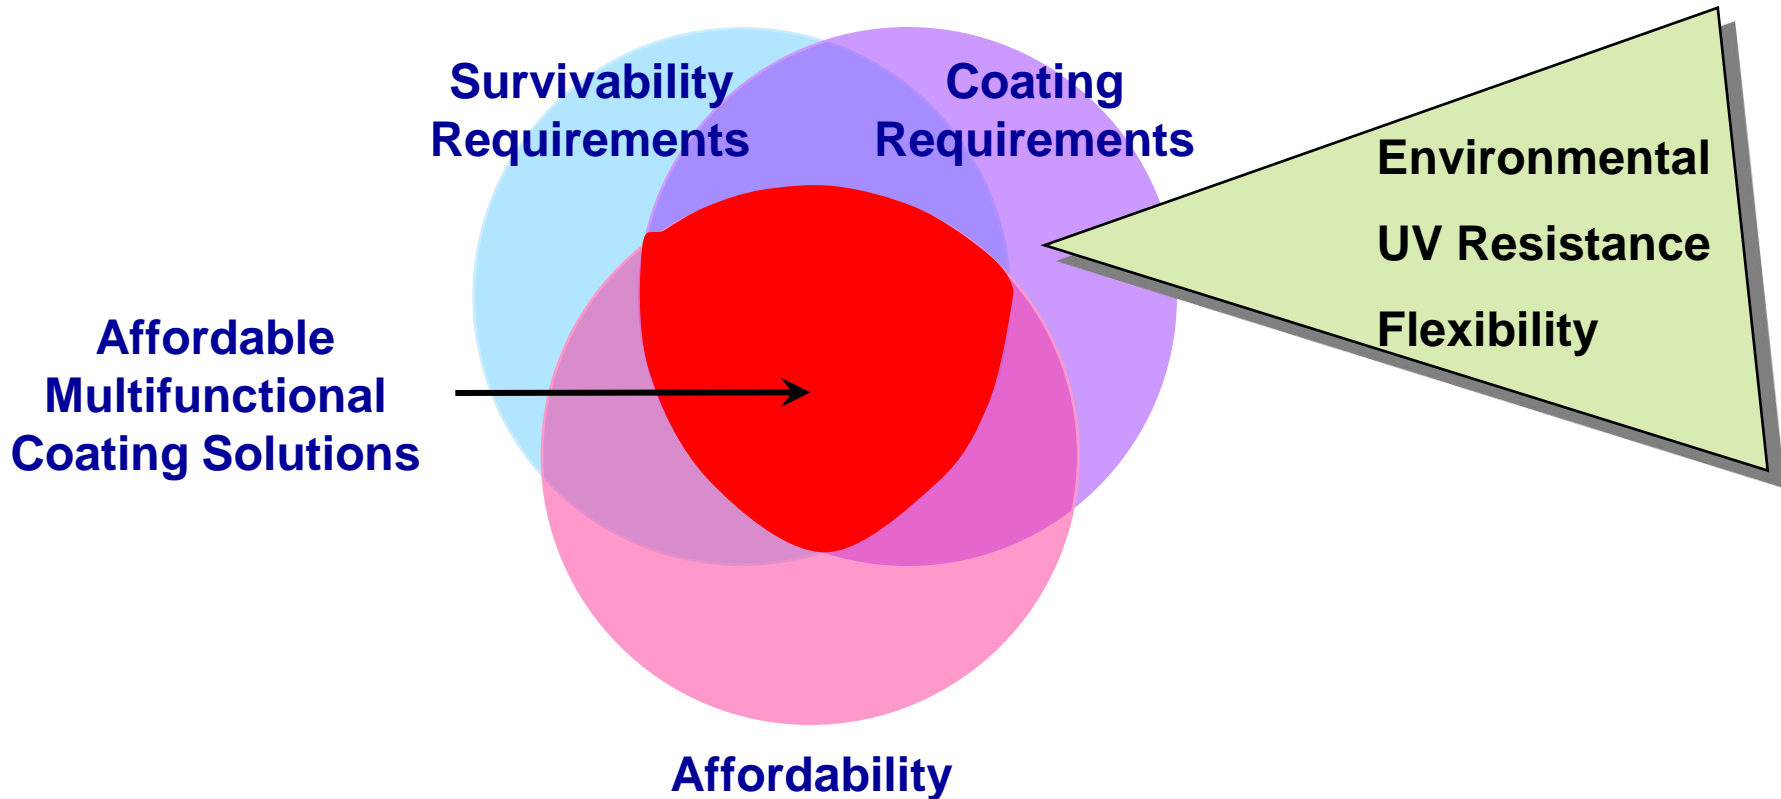 Survivability
Requirements
Coating
Requirements
Environmental
UV Resistance
Flexibility
Affordable
Multifunctional
Coating Solutions
Affordability